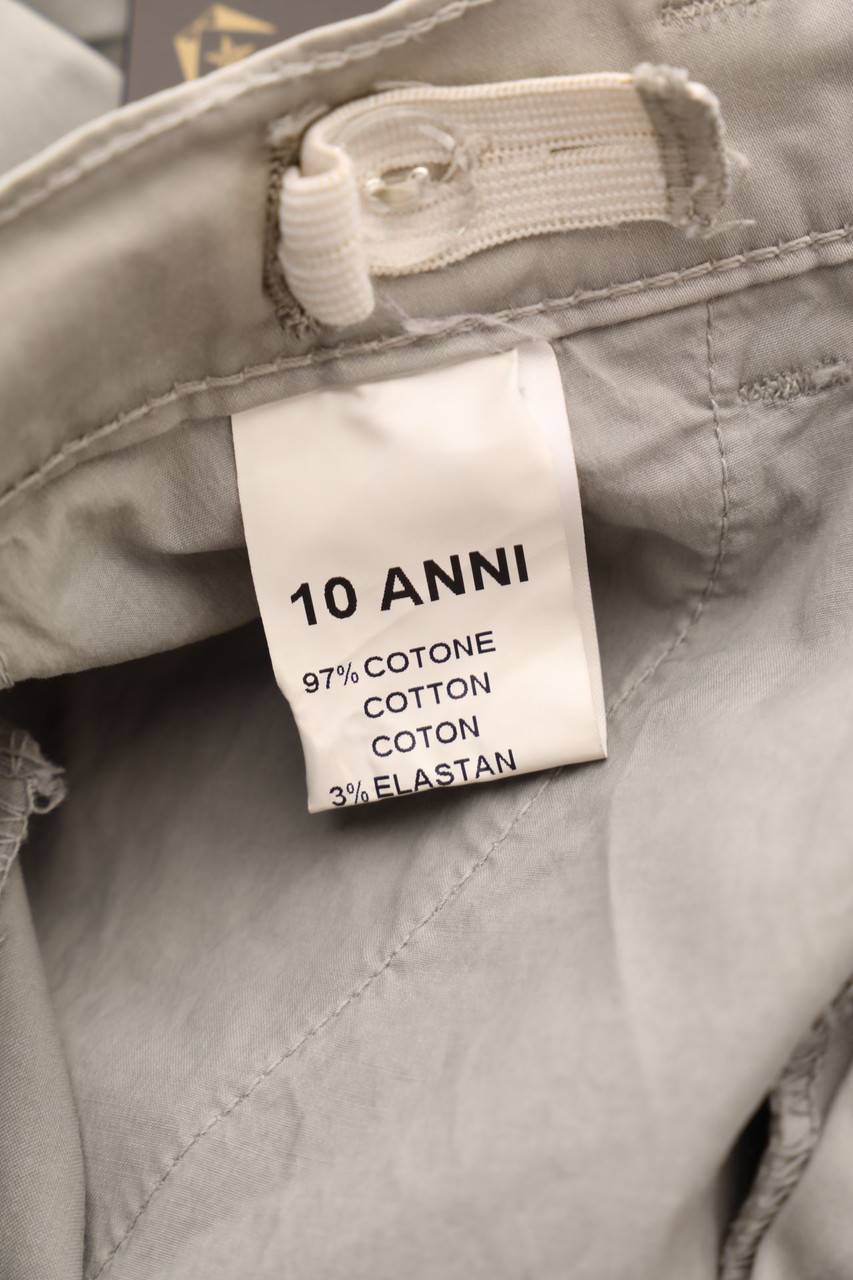 10 ANNI
97% COTONE
COTTON
COTON
3% ELASTAN